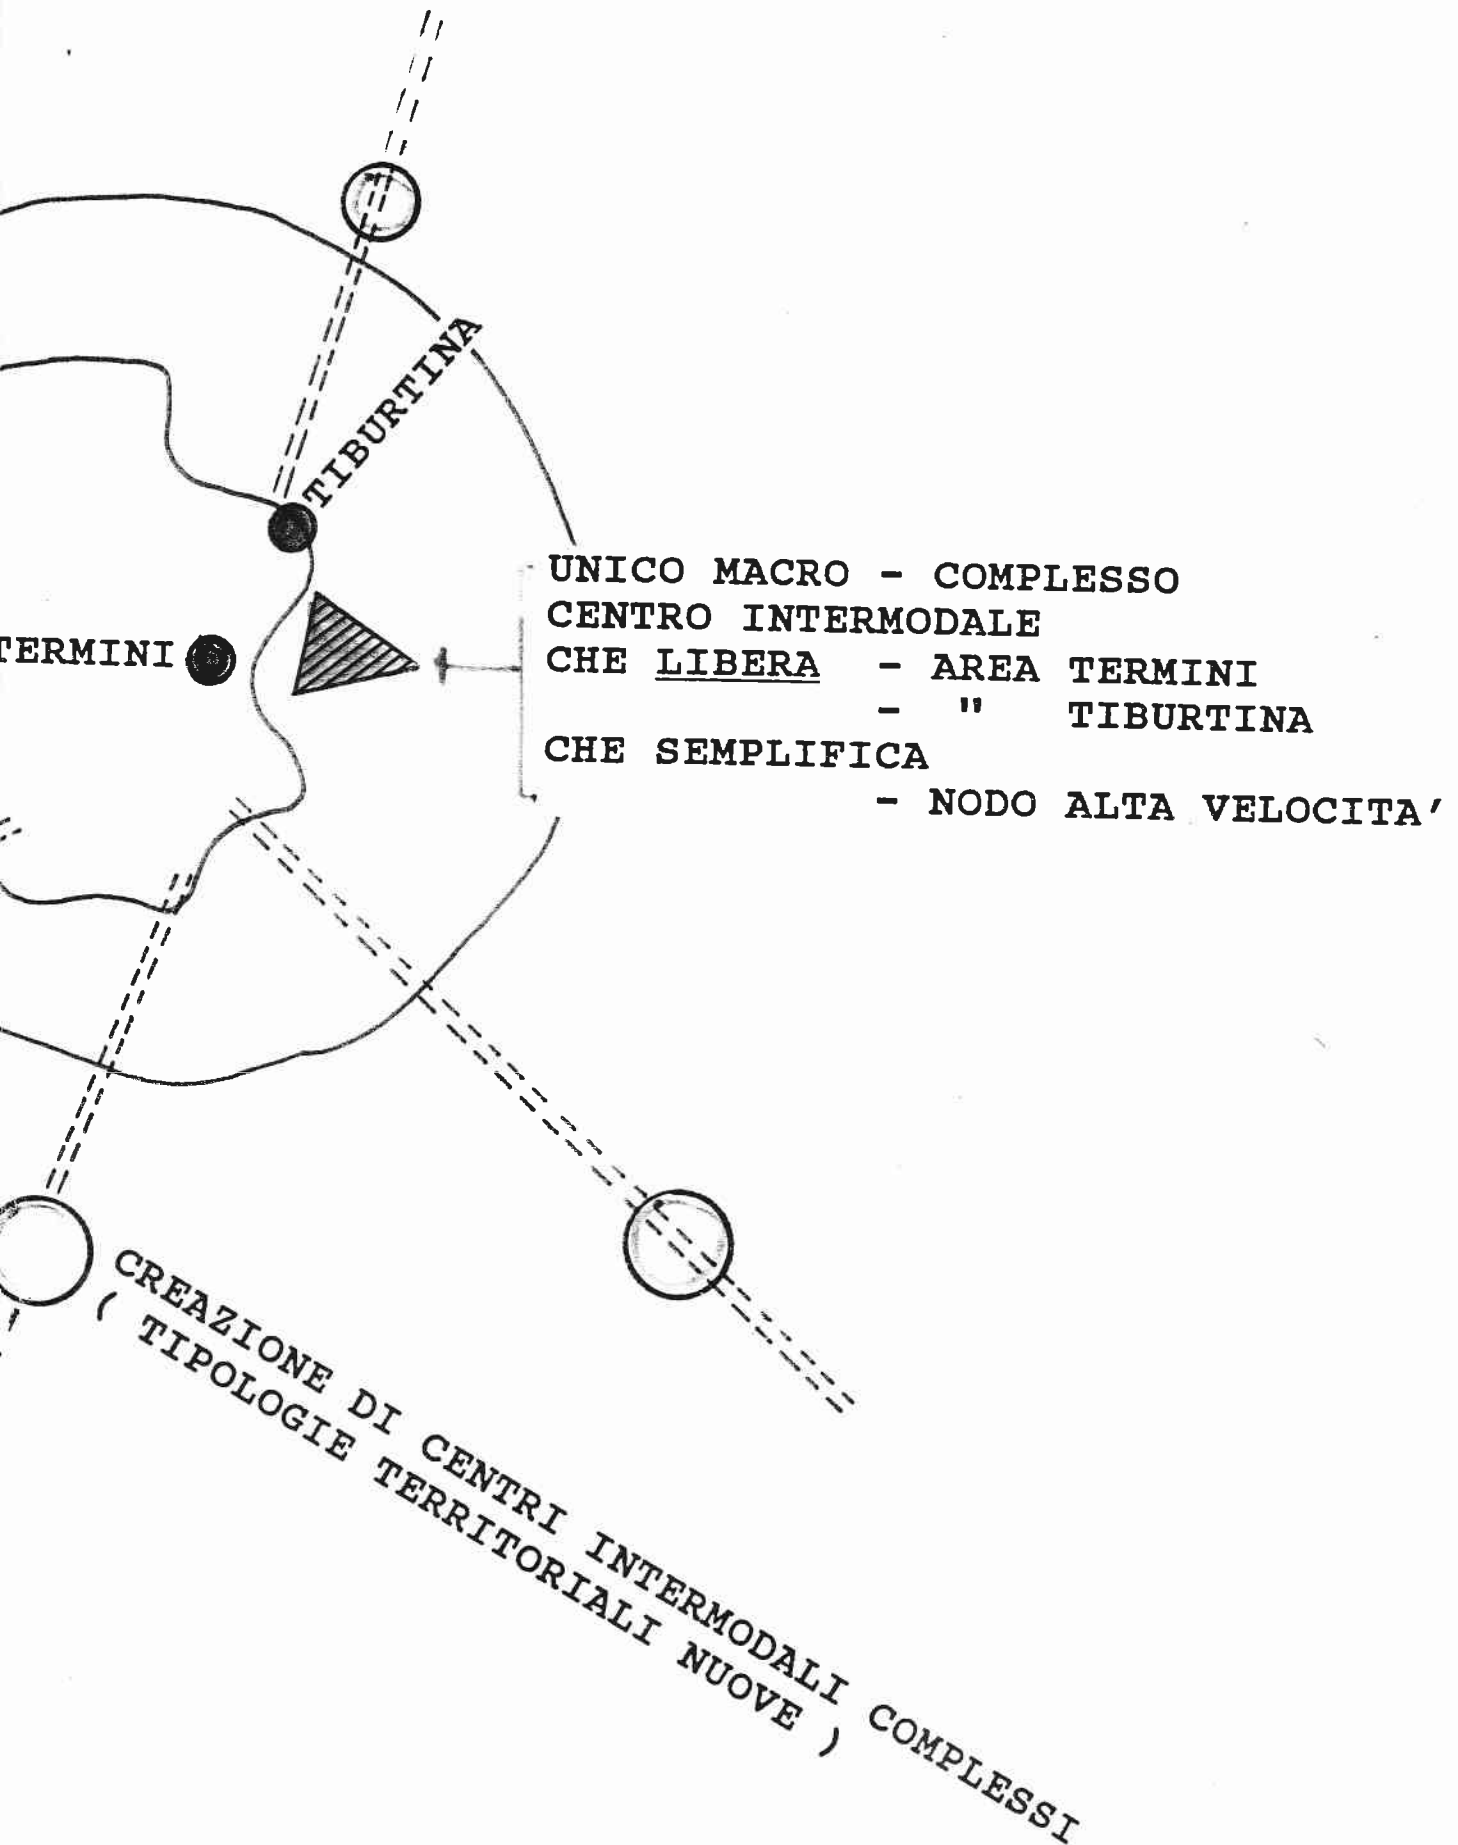 TIBURTINA
UNICO MACRO - COMPLESSO
CENTRO INTERMODALE
CHE LIBERA - AREA TERMINI
- " TIBURTINA
CHE SEMPLIFICA
- NODO ALTA VELOCITA'
TERMINI
CREAZIONE DI CENTRI INTERMODALI COMPLESSI
( TIPOLOGIE TERRITORIALI NUOVE )